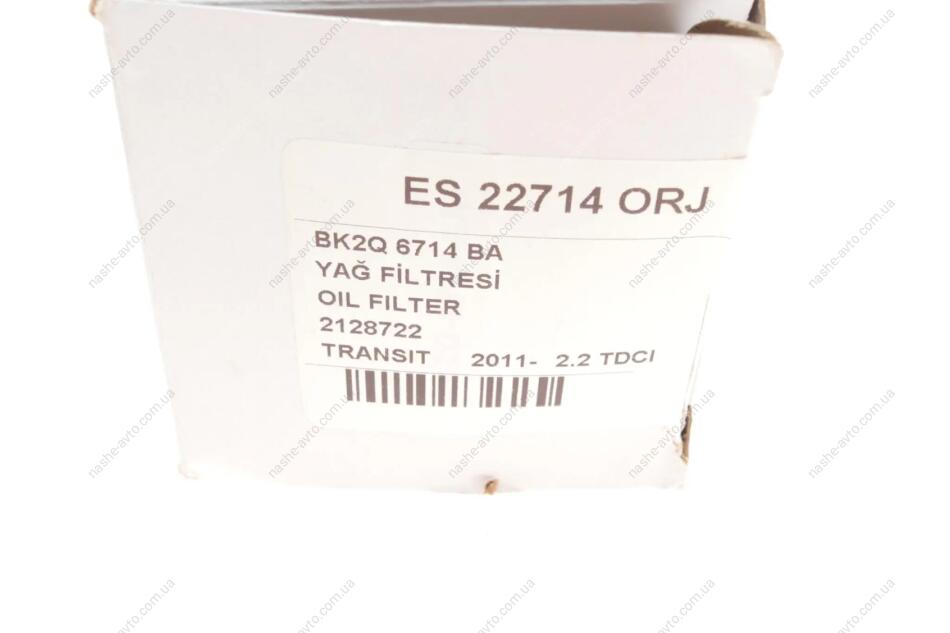 ES 22714 ORJ
BK2Q 6714 BA
YAĞ FİLTRESİ
OIL FILTER
2128722
TRANSIT 2011- 2.2 TDCI
nashe-avto.com.ua